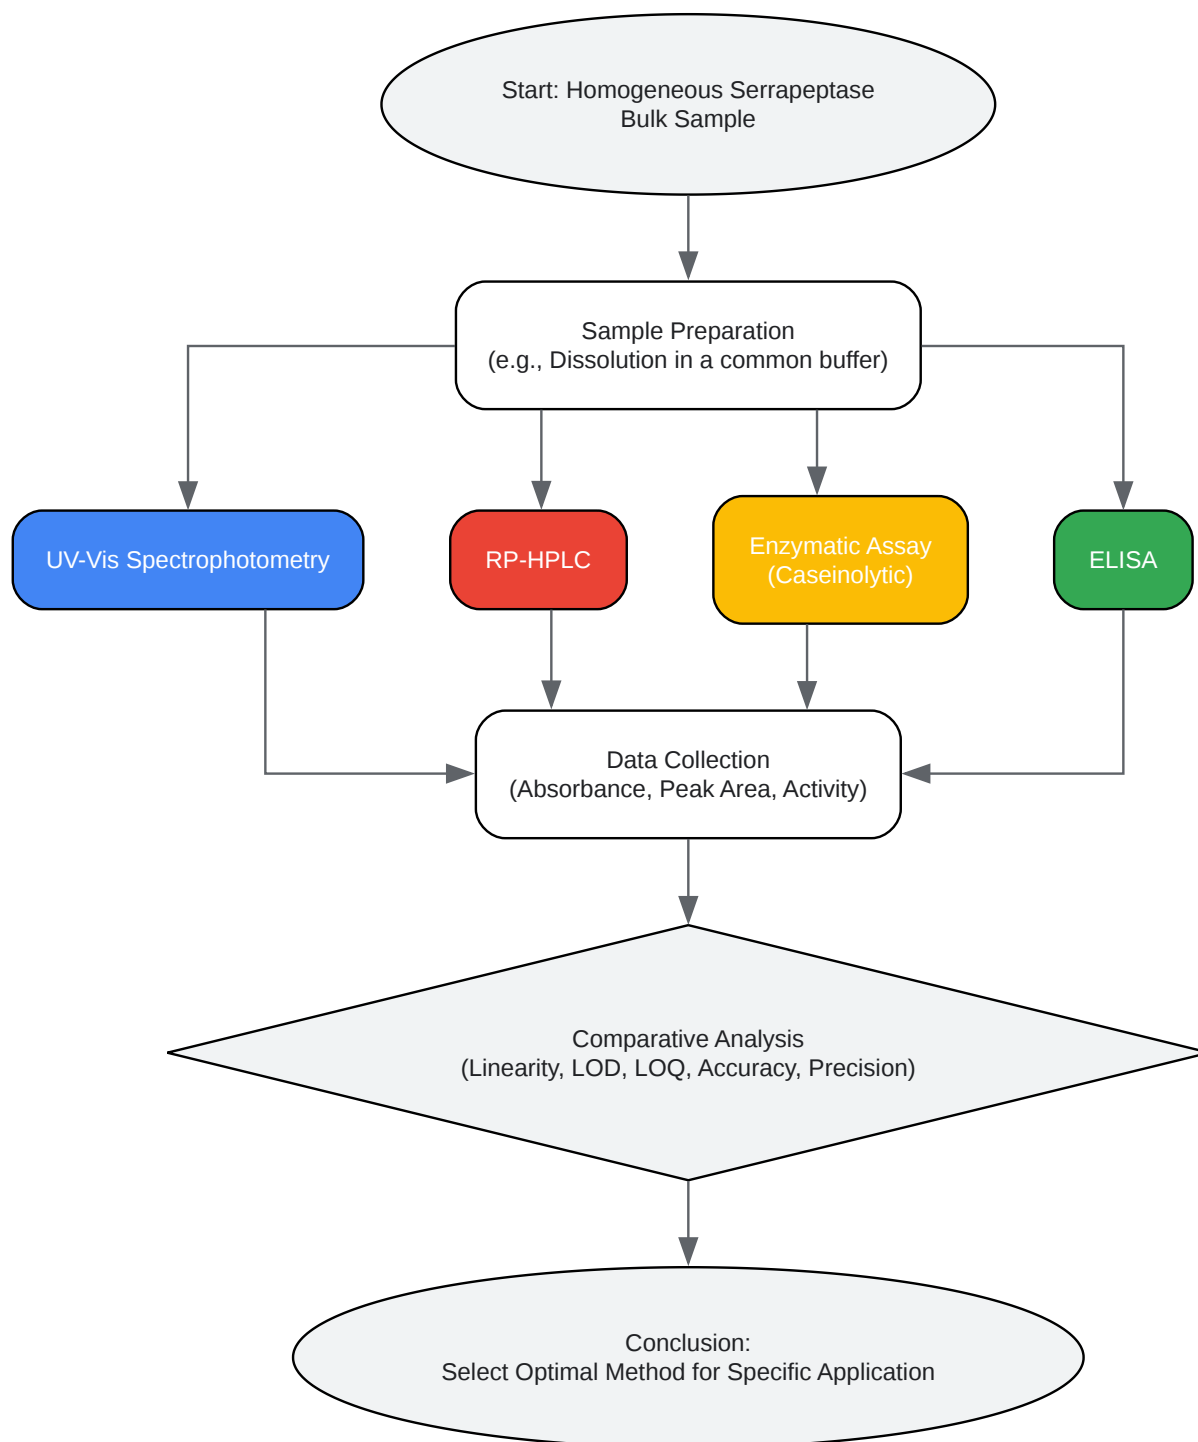 Start: Homogeneous Serrapeptase
Bulk Sample
Sample Preparation
(e.g., Dissolution in a common buffer)
UV-Vis Spectrophotometry
RP-HPLC
Enzymatic Assay
(Caseinolytic)
ELISA
Data Collection
(Absorbance, Peak Area, Activity)
Comparative Analysis
(Linearity, LOD, LOQ, Accuracy, Precision)
Conclusion:
Select Optimal Method for Specific Application